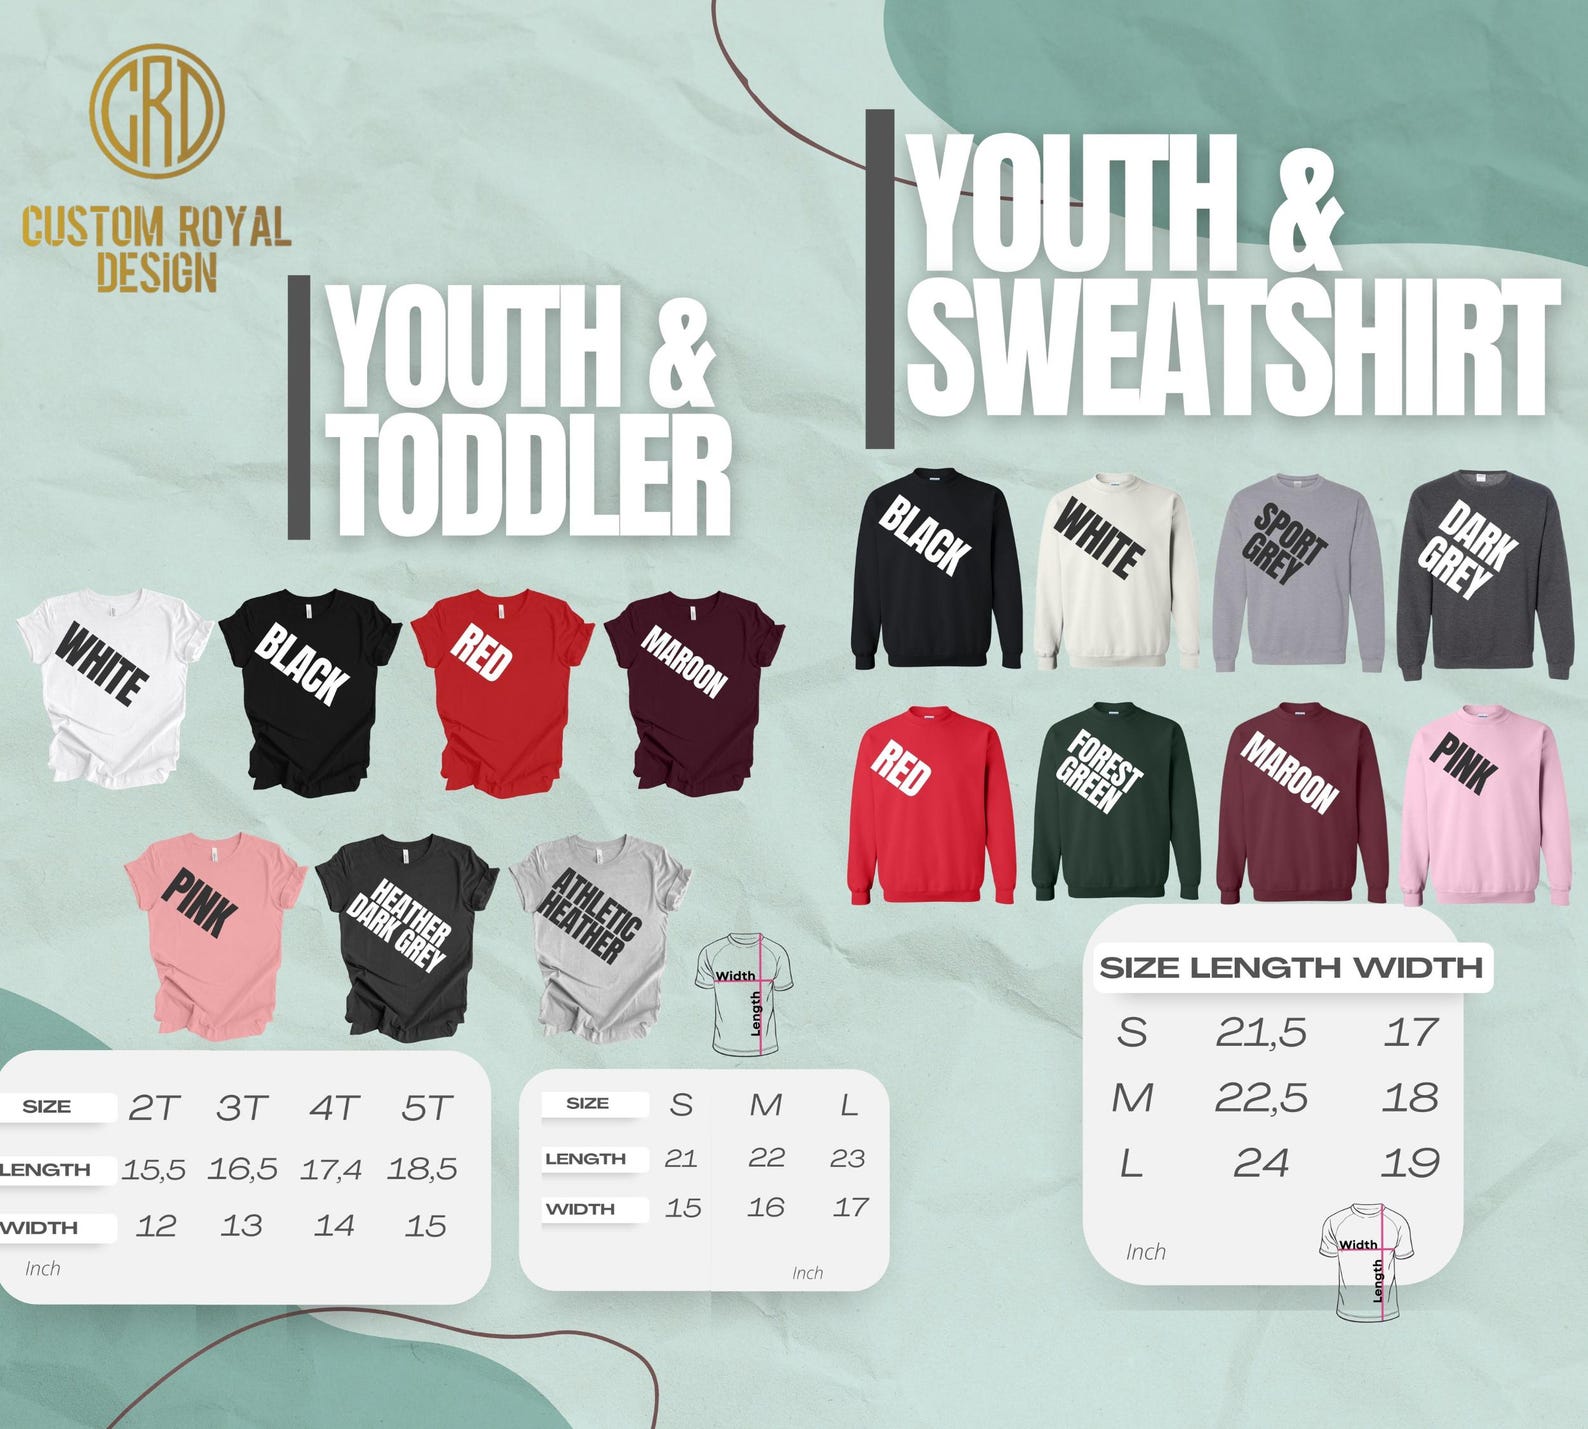 CRD
CUSTOM ROYAL
DESiGN
YOUTH &
TODDLER
WHITE
BLACK
RED
MAROON
PINK
HEATHER
DARK GREY
ATHLETIC
HEATHER
Width
Length
SIZE 2T 3T 4T 5T
LENGTH 15,5 16,5 17,4 18,5
WIDTH 12 13 14 15
Inch
SIZE S M L
LENGTH 21 22 23
WIDTH 15 16 17
Inch
YOUTH &
SWEATSHIRT
BLACK
WHITE
SPORT
GREY
DARK
GREY
RED
FOREST
GREEN
MAROON
PINK
SIZE LENGTH WIDTH
S 21,5 17
M 22,5 18
L 24 19
Inch
Width
Length